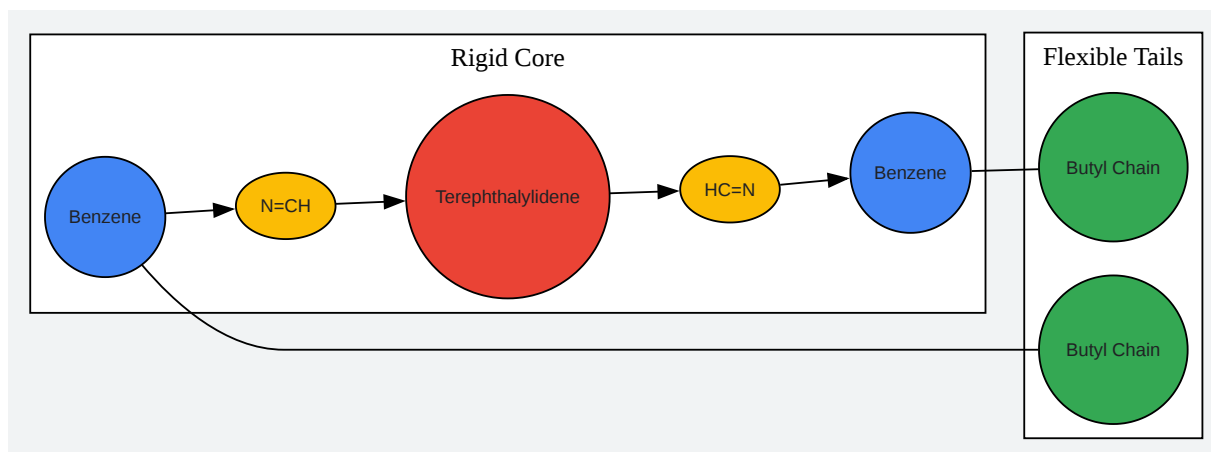 Rigid Core
Flexible Tails
Benzene
N=CH
Terephthalylidene
HC=N
Benzene
Butyl Chain
Butyl Chain